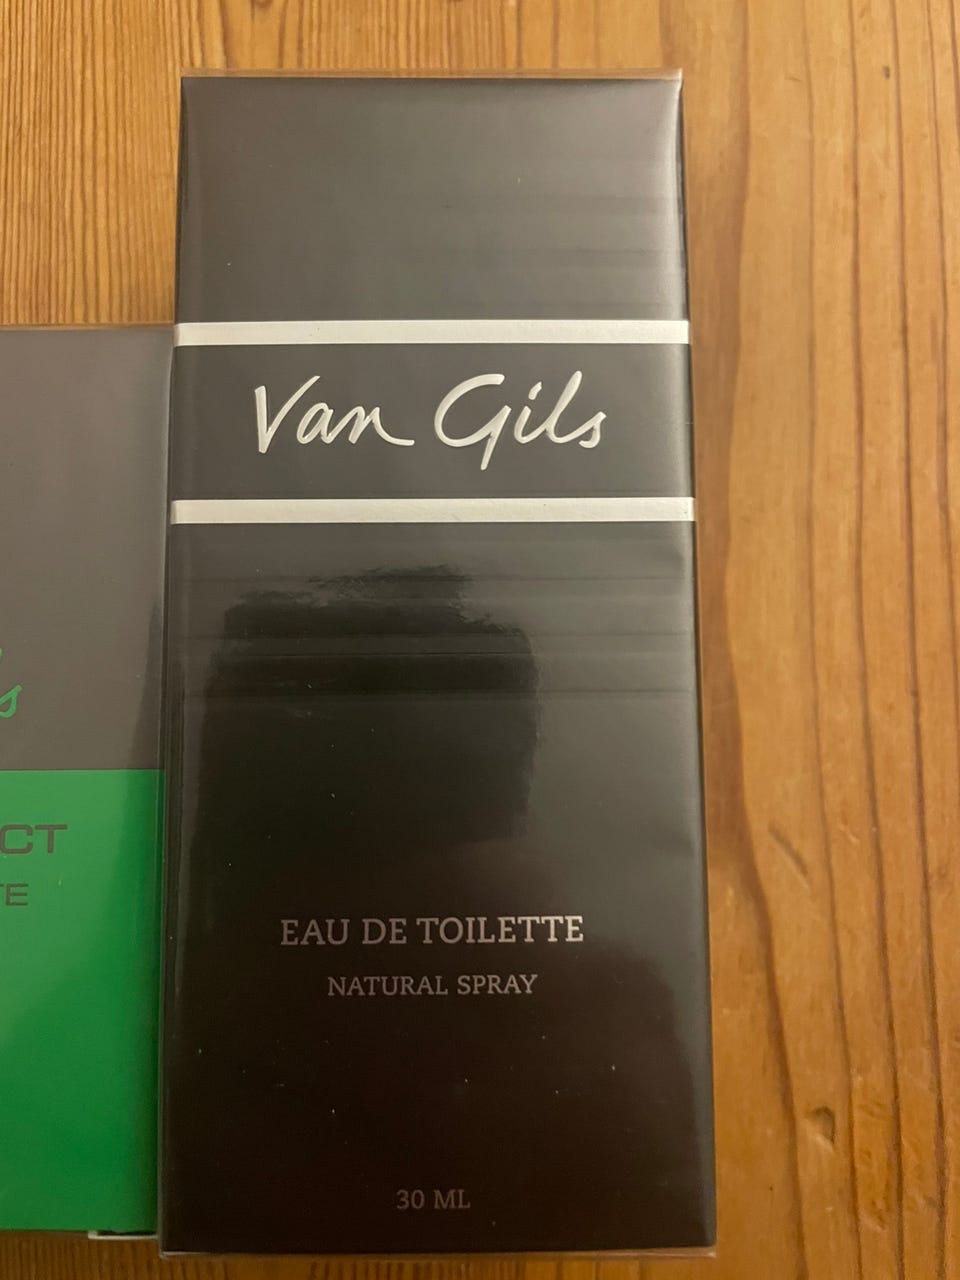 Van Gils
EAU DE TOILETTE
NATURAL SPRAY
30 ML